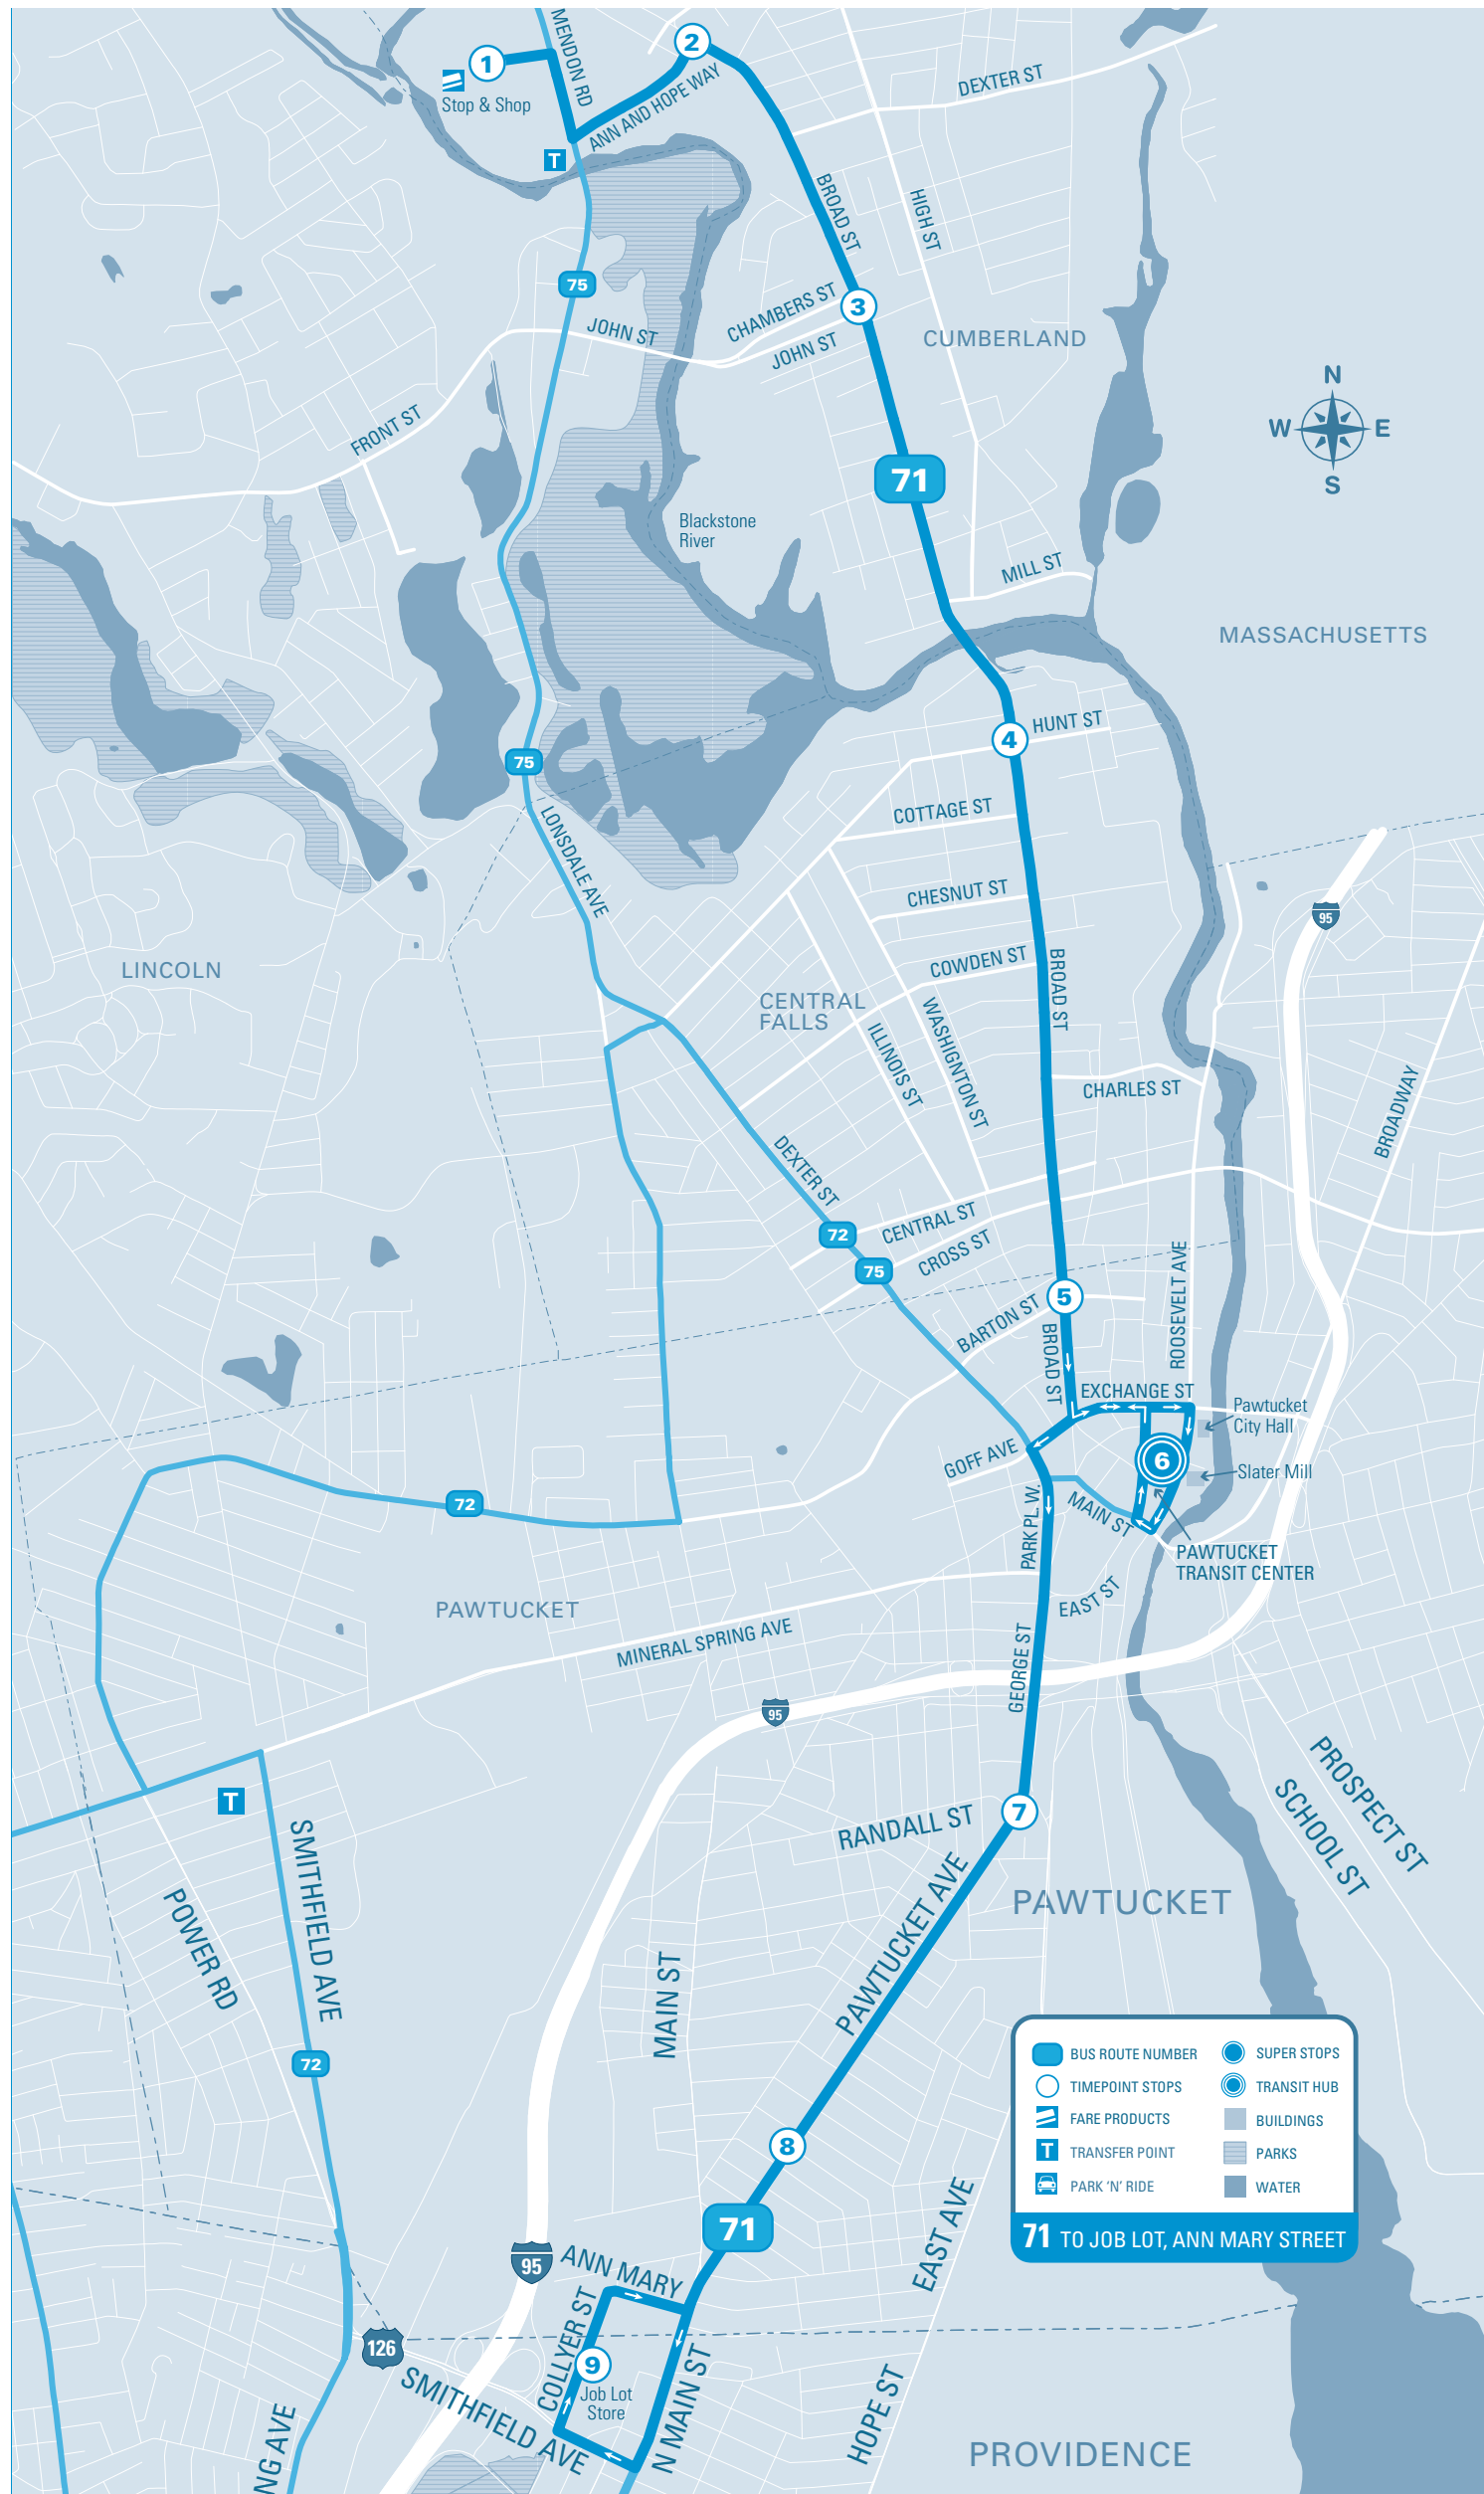 MENDON RD
2
1
Stop & Shop
ANN AND HOPE WAY
DEXTER ST
T
BROAD ST
HIGH ST
75
CHAMBERS ST
3
JOHN ST
JOHN ST
CUMBERLAND
N
W
E
S
FRONT ST
71
Blackstone
River
MILL ST
MASSACHUSETTS
4
HUNT ST
75
LONSDALE AVE
COTTAGE ST
CHESNUT ST
95
COWDEN ST
BROAD ST
LINCOLN
CENTRAL
FALLS
ILLINOIS ST
WASHIGNTON ST
CHARLES ST
BROADWAY
DEXTER ST
72
CENTRAL ST
CROSS ST
75
ROOSEVELT AVE
5
BARTON ST
BROAD ST
EXCHANGE ST
Pawtucket
City Hall
GOFF AVE
6
Slater Mill
72
PARK PL. W.
MAIN ST
PAWTUCKET
TRANSIT CENTER
EAST ST
PAWTUCKET
MINERAL SPRING AVE
GEORGE ST
95
PROSPECT ST
SCHOOL ST
T
7
RANDALL ST
SMITHFIELD AVE
POWER RD
PAWTUCKET AVE
PAWTUCKET
MAIN ST
72
BUS ROUTE NUMBER
TIMEPOINT STOPS
FARE PRODUCTS
T TRANSFER POINT
PARK ‘N’ RIDE
SUPER STOPS
TRANSIT HUB
BUILDINGS
PARKS
WATER
71 TO JOB LOT, ANN MARY STREET
8
71
EAST AVE
95
ANN MARY
COLLYER ST
126
9
Job Lot
Store
SMITHFIELD AVE
N MAIN ST
HOPE ST
NG AVE
PROVIDENCE